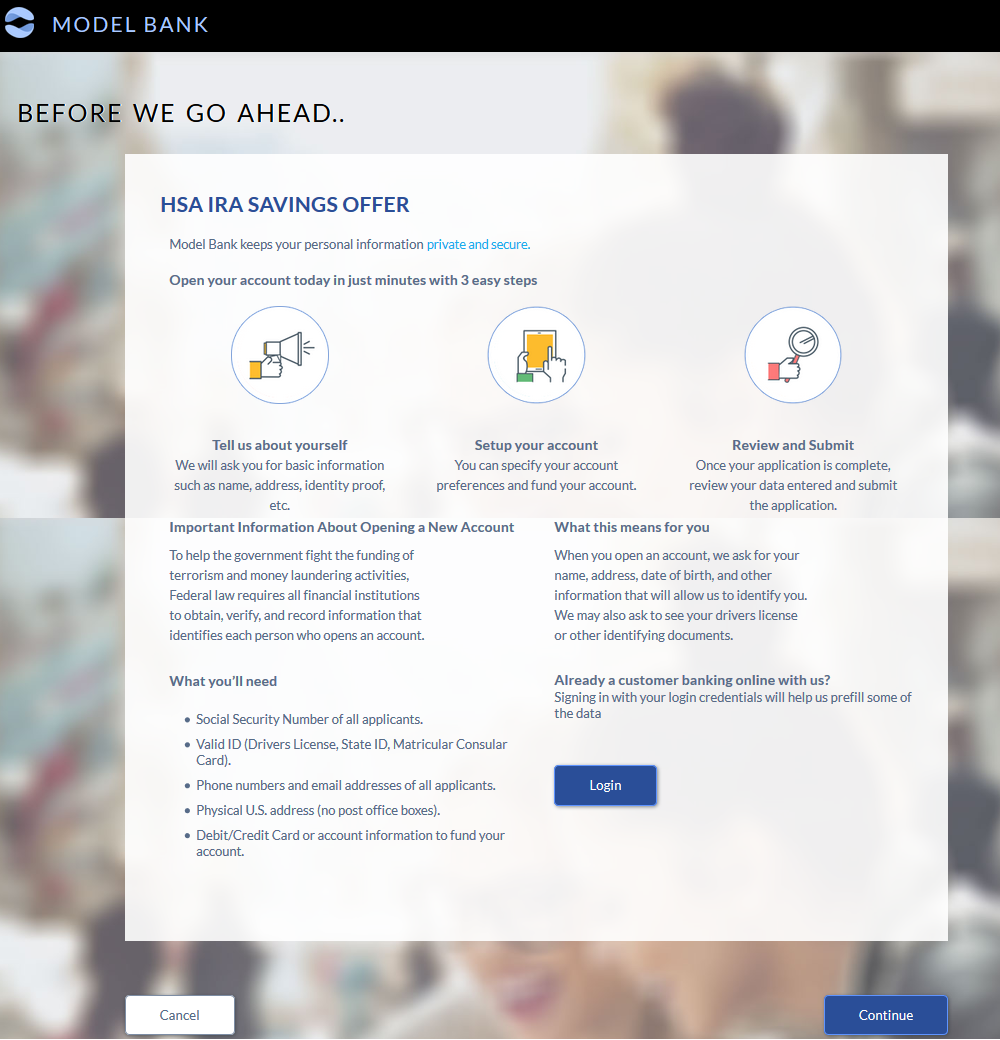 MODEL BANK
BEFORE WE GO AHEAD..
HSA IRA SAVINGS OFFER
Model Bank keeps your personal information private and secure.
Open your account today in just minutes with 3 easy steps
Tell us about yourself
We will ask you for basic information
such as name, address, identity proof,
etc.
Setup your account
You can specify your account
preferences and fund your account.
Review and Submit
Once your application is complete,
review your data entered and submit
the application.
Important Information About Opening a New Account
To help the government fight the funding of
terrorism and money laundering activities,
Federal law requires all financial institutions
to obtain, verify, and record information that
identifies each person who opens an account.
What this means for you
When you open an account, we ask for your
name, address, date of birth, and other
information that will allow us to identify you.
We may also ask to see your drivers license
or other identifying documents.
What you’ll need
• Social Security Number of all applicants.
• Valid ID (Drivers License, State ID, Matricular Consular
Card).
• Phone numbers and email addresses of all applicants.
• Physical U.S. address (no post office boxes).
• Debit/Credit Card or account information to fund your
account.
Already a customer banking online with us?
Signing in with your login credentials will help us prefill some of
the data
Login
Cancel
Continue